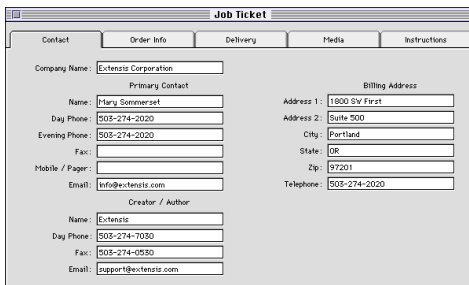 Job Ticket
Contact Order Info Delivery Media Instructions
Company Name: Extensis Corporation
Primary Contact
Name: Mary Sommerset
Day Phone: 503-274-2020
Evening Phone: 503-274-2020
Fax:
Mobile / Pager:
Email: info@extensis.com
Creator / Author
Name: Extensis
Day Phone: 503-274-7030
Fax: 503-274-0530
Email: support@extensis.com
Billing Address
Address 1: 1800 SW First
Address 2: Suite 500
City: Portland
State: OR
Zip: 97201
Telephone: 503-274-2020